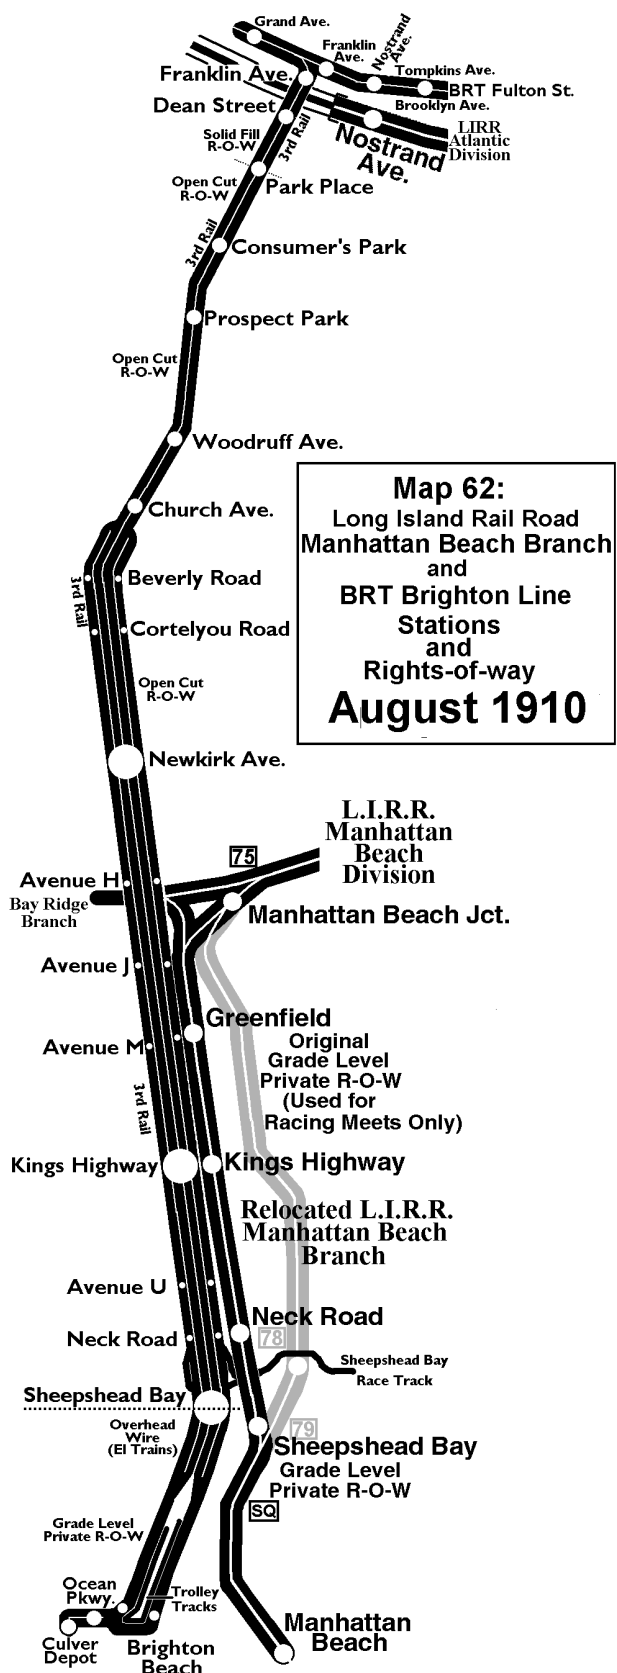 Grand Ave.
Franklin
Ave.
Nostrand
Ave.
Tompkins Ave.
Franklin Ave.
BRT Fulton St.
Brooklyn Ave.
Dean Street
LIRR
Atlantic
Division
Nostrand
Ave.
Solid Fill
R-O-W
3rd Rail
Open Cut
R-O-W
Park Place
3rd Rail
Consumer's Park
Prospect Park
Open Cut
R-O-W
Woodruff Ave.
Map 62:
Long Island Rail Road
Manhattan Beach Branch
and
BRT Brighton Line
Stations
and
Rights-of-way
August 1910
Church Ave.
Beverly Road
3rd Rail
Cortelyou Road
Open Cut
R-O-W
Newkirk Ave.
L.I.R.R.
Manhattan
Beach
Division
75
Avenue H
Bay Ridge
Branch
Manhattan Beach Jct.
Avenue J
Greenfield
Original
Grade Level
Private R-O-W
(Used for
Racing Meets Only)
Avenue M
3rd Rail
Kings Highway
Kings Highway
Relocated L.I.R.R.
Manhattan Beach
Branch
Avenue U
Neck Road
78
Neck Road
Sheepshead Bay
Race Track
Sheepshead Bay
Overhead
Wire
(El Trains)
79
Sheepshead Bay
Grade Level
Private R-O-W
SQ
Grade Level
Private R-O-W
Ocean
Pkwy.
Trolley
Tracks
Culver
Depot
Brighton
Beach
Manhattan
Beach